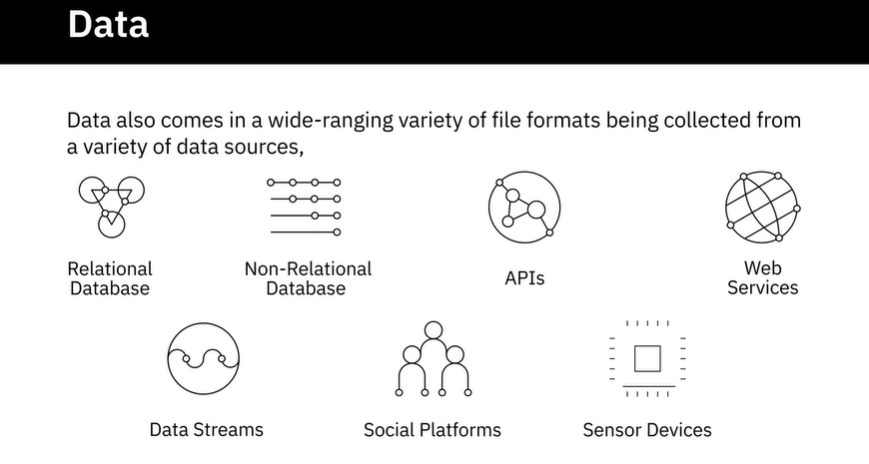 Data
Data also comes in a wide-ranging variety of file formats being collected from
a variety of data sources,
Relational
Database
Non-Relational
Database
APIs
Web
Services
Data Streams
Social Platforms
Sensor Devices